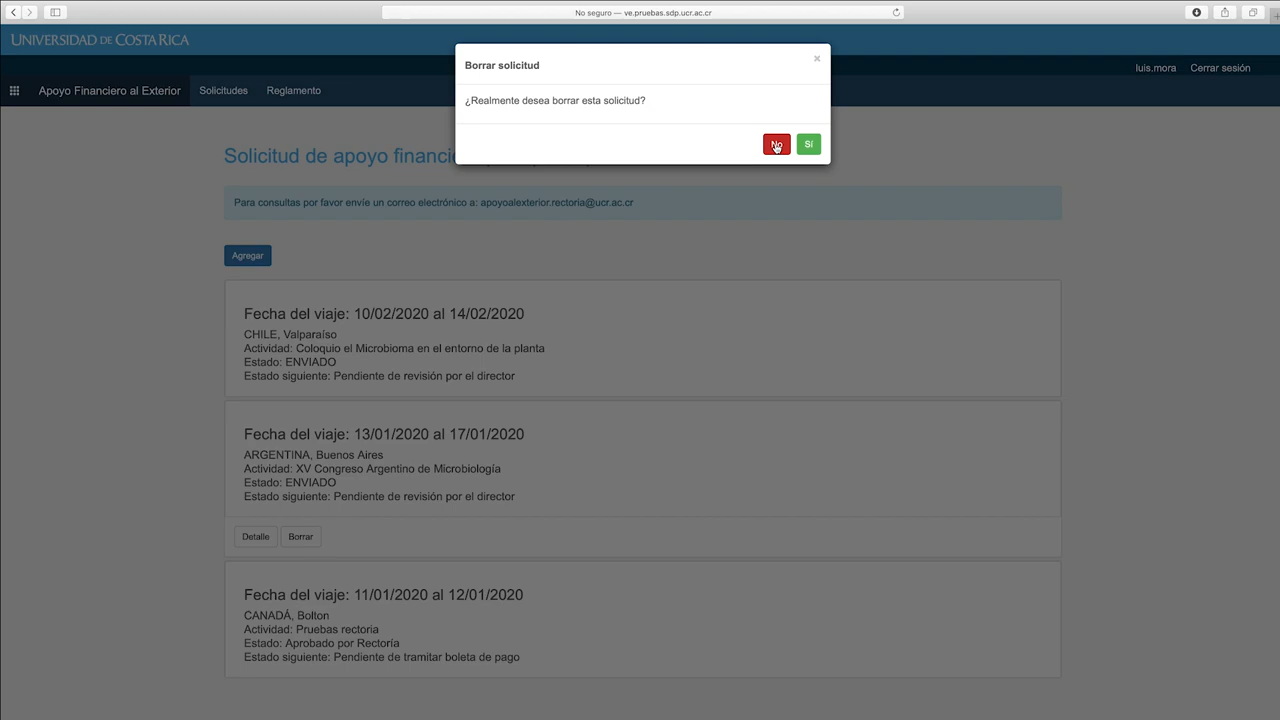 No seguro — ve.pruebas.sdp.ucr.ac.cr
UNIVERSIDAD DE COSTA RICA
luis.mora Cerrar sesión
Apoyo Financiero al Exterior Solicitudes Reglamento
Borrar solicitud ×
¿Realmente desea borrar esta solicitud?
No Sí
Solicitud de apoyo financi
Para consultas por favor envíe un correo electrónico a: apoyoalexterior.rectoria@ucr.ac.cr
Agregar
Fecha del viaje: 10/02/2020 al 14/02/2020
CHILE, Valparaíso
Actividad: Coloquio el Microbioma en el entorno de la planta
Estado: ENVIADO
Estado siguiente: Pendiente de revisión por el director
Fecha del viaje: 13/01/2020 al 17/01/2020
ARGENTINA, Buenos Aires
Actividad: XV Congreso Argentino de Microbiología
Estado: ENVIADO
Estado siguiente: Pendiente de revisión por el director
Detalle Borrar
Fecha del viaje: 11/01/2020 al 12/01/2020
CANADÁ, Bolton
Actividad: Pruebas rectoria
Estado: Aprobado por Rectoría
Estado siguiente: Pendiente de tramitar boleta de pago